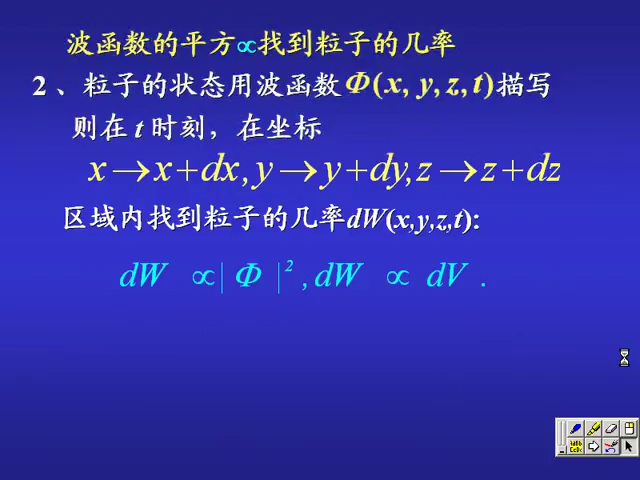 波函数的平方∝找到粒子的几率
2、粒子的状态用波函数Φ(x, y, z, t)描写
则在 t 时刻，在坐标
x→x+dx, y→y+dy, z→z+dz
区域内找到粒子的几率dW(x,y,z,t):
dW ∝| Φ |², dW ∝ dV .